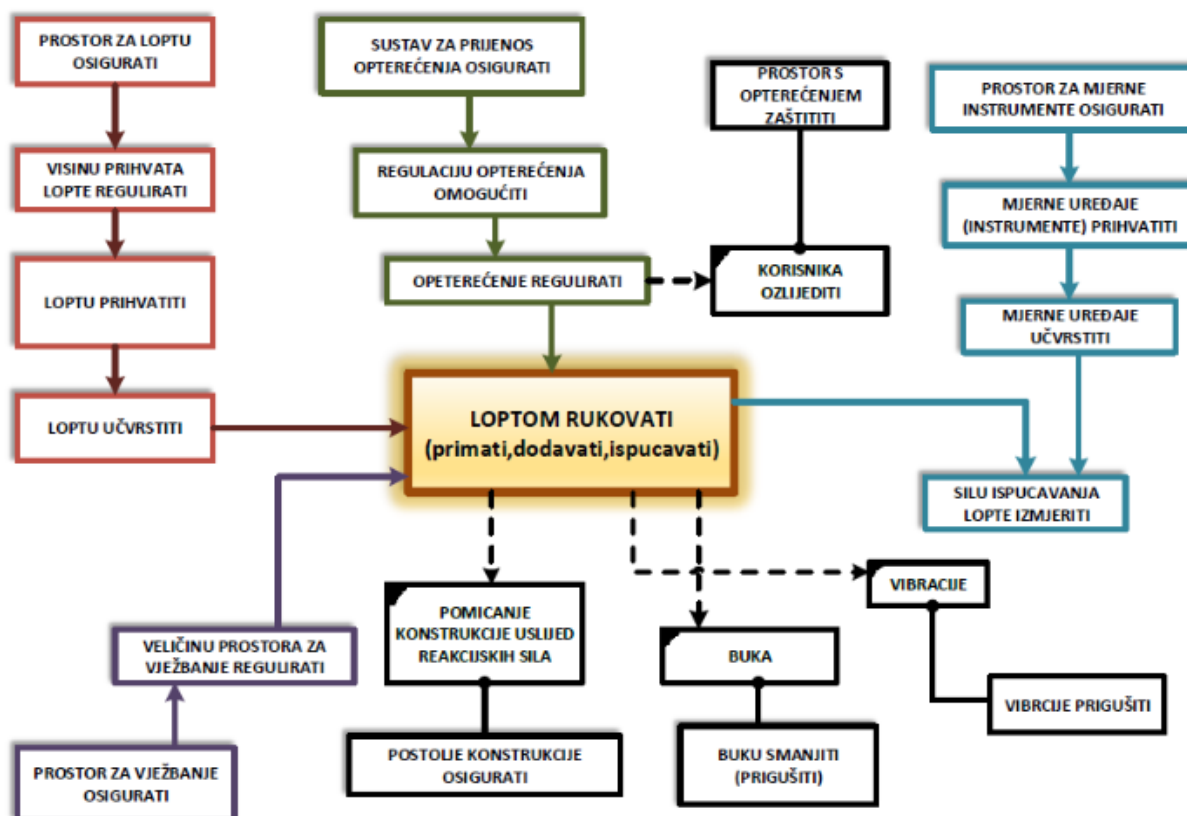 PROSTOR ZA LOPTU
OSIGURATI
SUSTAV ZA PRIJENOS
OPTEREĆENJA OSIGURATI
PROSTOR S
OPTEREĆENJEM
ZAŠTITITI
PROSTOR ZA MJERNE
INSTRUMENTE OSIGURATI
VISINU PRIHVATA
LOPTE REGULIRATI
REGULACIJU OPTEREĆENJA
OMOGUĆITI
MJERNE UREĐAJE
(INSTRUMENTE) PRIHVATITI
LOPTU PRIHVATITI
OPETEREĆENJE REGULIRATI
KORISNIKA
OZLIJEDITI
MJERNE UREĐAJE
UČVRSTITI
LOPTU UČVRSTITI
LOPTOM RUKOVATI
(primati,dodavati,ispucavati)
SILU ISPUCAVANJA
LOPTE IZMJERITI
VELIČINU PROSTORA ZA
VJEŽBANJE REGULIRATI
POMICANJE
KONSTRUKCIJE USLIJED
REAKCIJSKIH SILA
BUKA
VIBRACIJE
VIBRCIJE PRIGUŠITI
PROSTOR ZA VJEŽBANJE
OSIGURATI
POSTOLJE KONSTRUKCIJE
OSIGURATI
BUKU SMANJITI
(PRIGUŠITI)